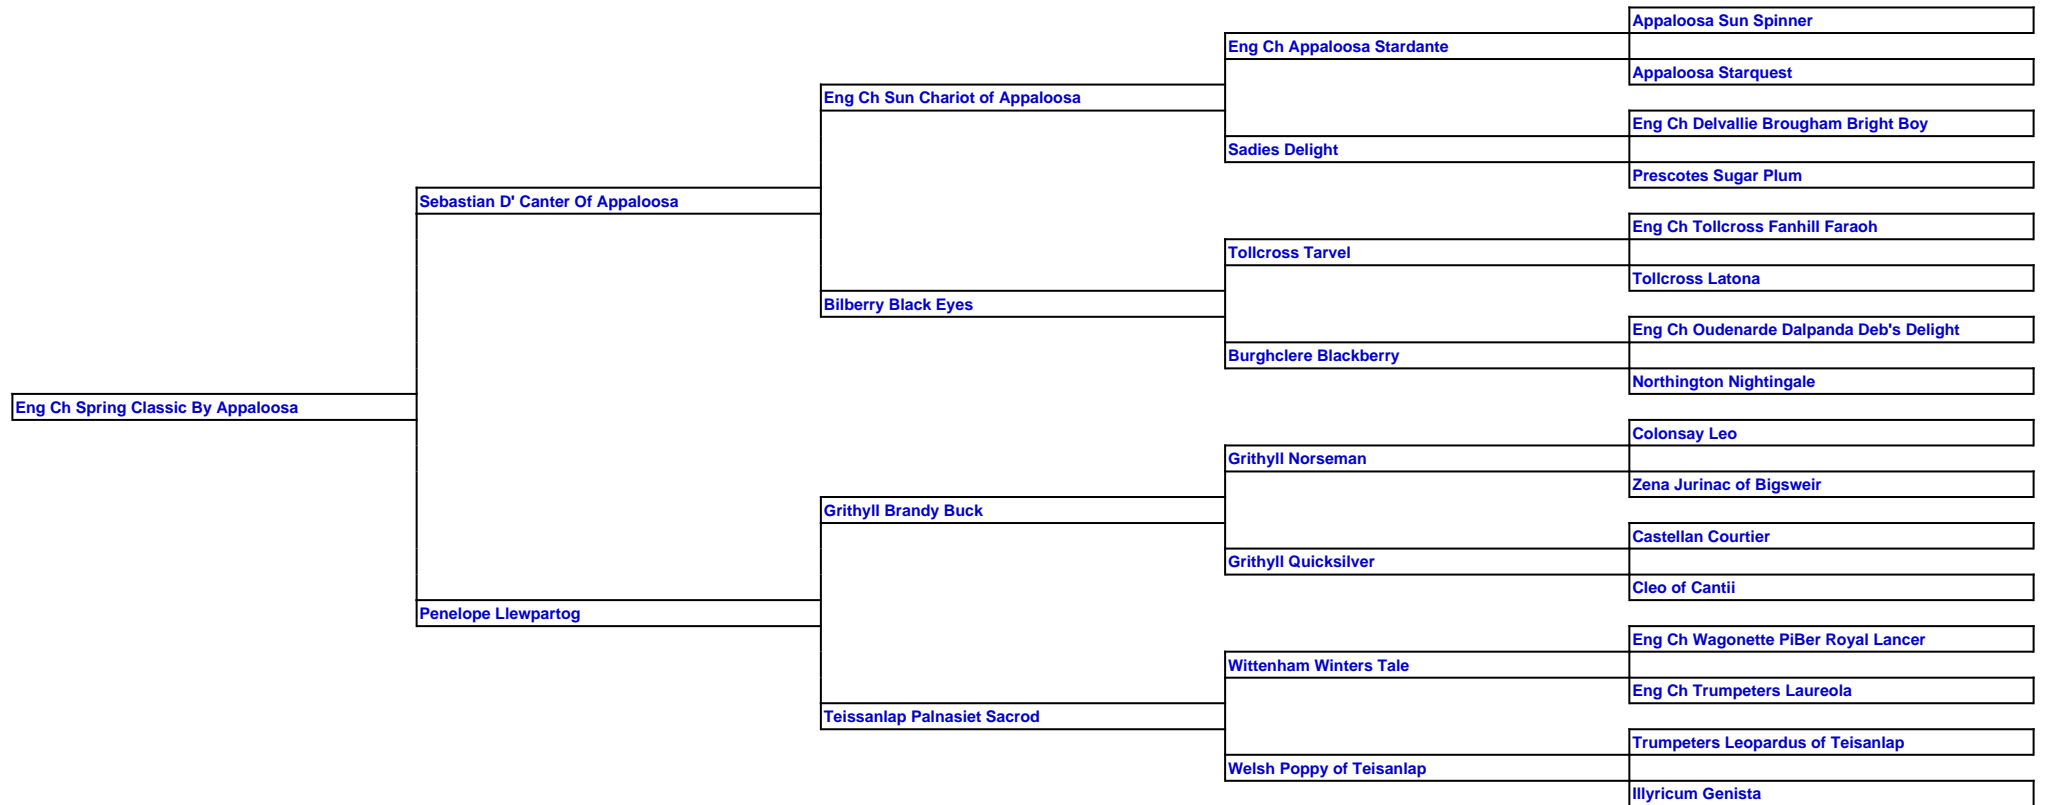 Appaloosa Sun Spinner
Eng Ch Appaloosa Stardante
Appaloosa Starquest
Eng Ch Sun Chariot of Appaloosa
Eng Ch Delvallie Brougham Bright Boy
Sadies Delight
Prescotes Sugar Plum
Sebastian D' Canter Of Appaloosa
Eng Ch Tollcross Fanhill Faraoh
Tollcross Tarvel
Tollcross Latona
Bilberry Black Eyes
Eng Ch Oudenarde Dalpanda Deb's Delight
Burghclere Blackberry
Northington Nightingale
Eng Ch Spring Classic By Appaloosa
Colonsay Leo
Grithyll Norseman
Zena Jurinac of Bigsweir
Grithyll Brandy Buck
Castellan Courtier
Grithyll Quicksilver
Cleo of Cantii
Penelope Llewpartog
Eng Ch Wagonette PiBer Royal Lancer
Wittenham Winters Tale
Eng Ch Trumpeters Laureola
Teissanlap Palnasiet Sacrod
Trumpeters Leopardus of Teisanlap
Welsh Poppy of Teisanlap
Illyricum Genista